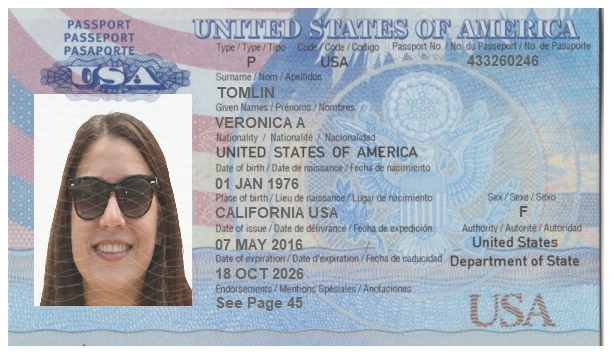 PASSPORT
PASSEPORT
PASAPORTE
USA
UNITED STATES OF AMERICA
Type / Type / Tipo Code / Code / Codigo Passport No. / No. du Passeport / No. de Pasaporte
P USA 433260246
Surname / Nom / Apellidos
TOMLIN
Given Names / Prénoms / Nombres
VERONICA A
Nationality / Nationalité / Nacionalidad
UNITED STATES OF AMERICA
Date of birth / Date de naissance / Fecha de nacimiento
01 JAN 1976
Place of birth / Lieu de naissance / Lugar de nacimiento Sex / Sexe / Sexo
CALIFORNIA USA F
Date of issue / Date de délivrance / Fecha de expedición Authority / Autorité / Autoridad
07 MAY 2016 United States
Date of expiration / Date d'expiration / Fecha de caducidad Department of State
18 OCT 2026
Endorsements / Mentions Spéciales / Anotaciones
See Page 45
USA